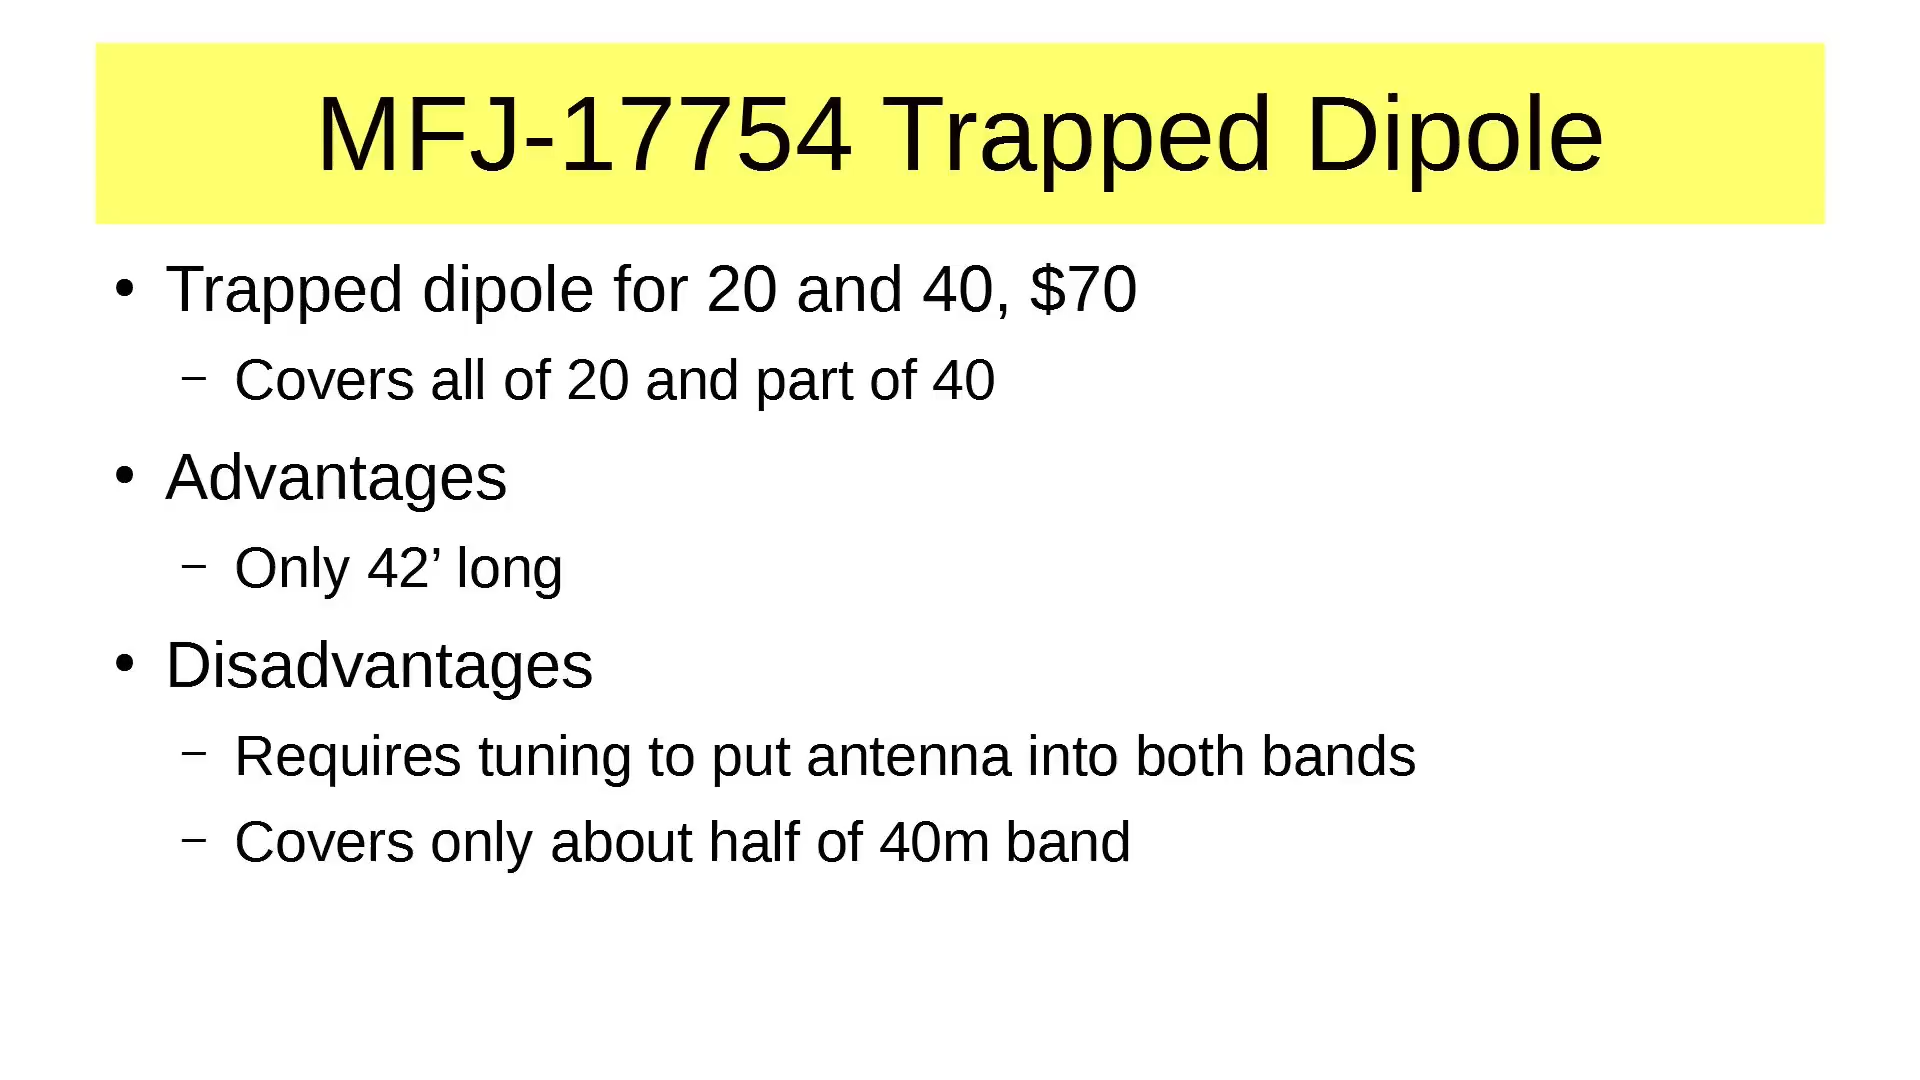 MFJ-17754 Trapped Dipole
• Trapped dipole for 20 and 40, $70
– Covers all of 20 and part of 40
• Advantages
– Only 42’ long
• Disadvantages
– Requires tuning to put antenna into both bands
– Covers only about half of 40m band